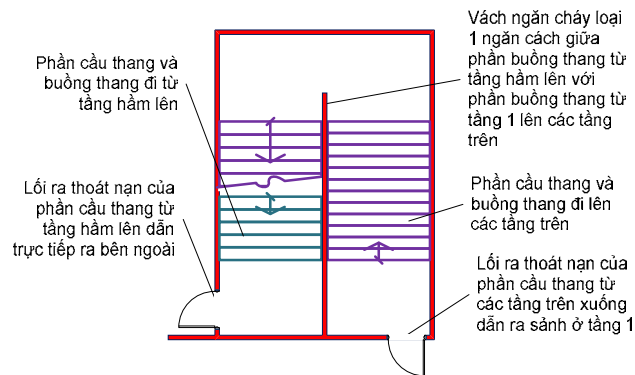 Phần cầu thang và
buồng thang đi từ
tầng hầm lên
Lối ra thoát nạn của
phần cầu thang từ
tầng hầm lên dẫn
trực tiếp ra bên ngoài
Vách ngăn cháy loại
1 ngăn cách giữa
phần buồng thang từ
tầng hầm lên với
phần buồng thang từ
tầng 1 lên các tầng
trên
Phần cầu thang và
buồng thang đi lên
các tầng trên
Lối ra thoát nạn của
phần cầu thang từ
các tầng trên xuống
dẫn ra sảnh ở tầng 1